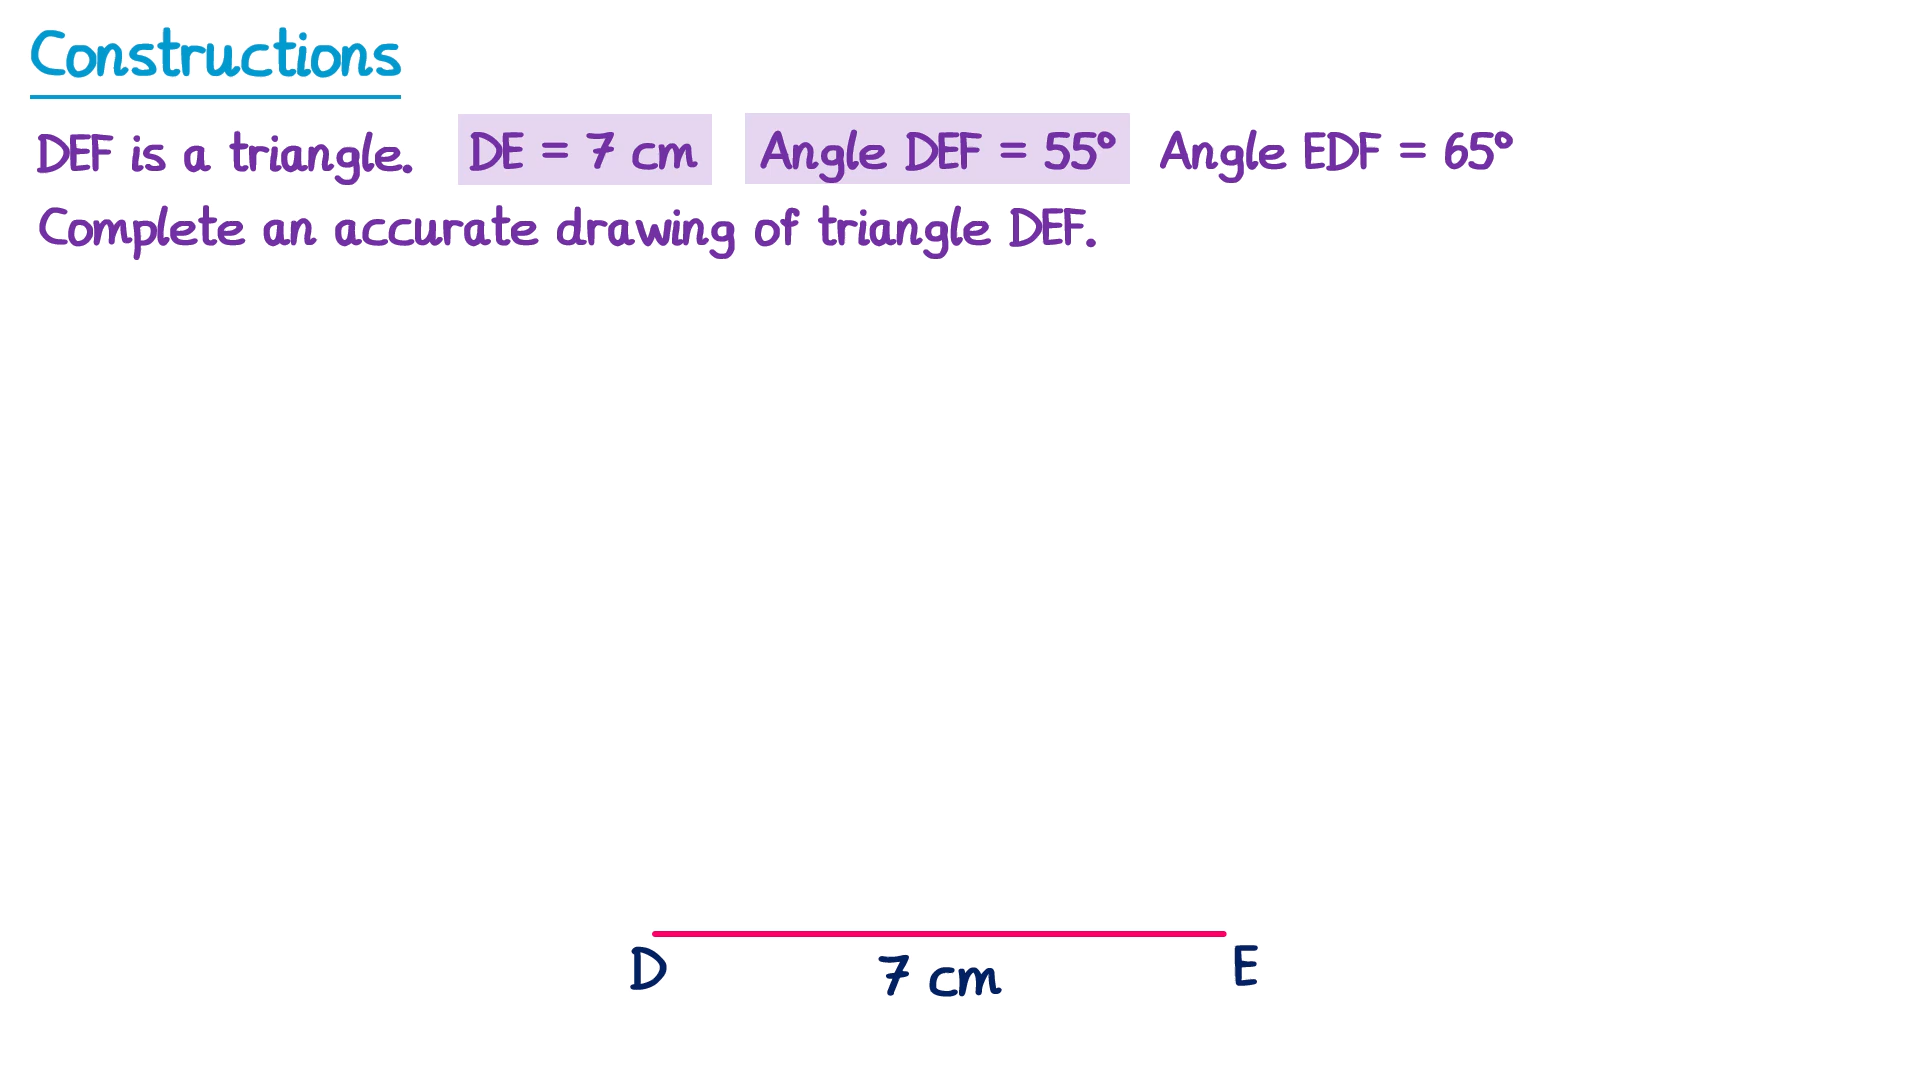 Constructions
DEF is a triangle. DE = 7 cm Angle DEF = 55° Angle EDF = 65°
Complete an accurate drawing of triangle DEF.
D 7 cm E